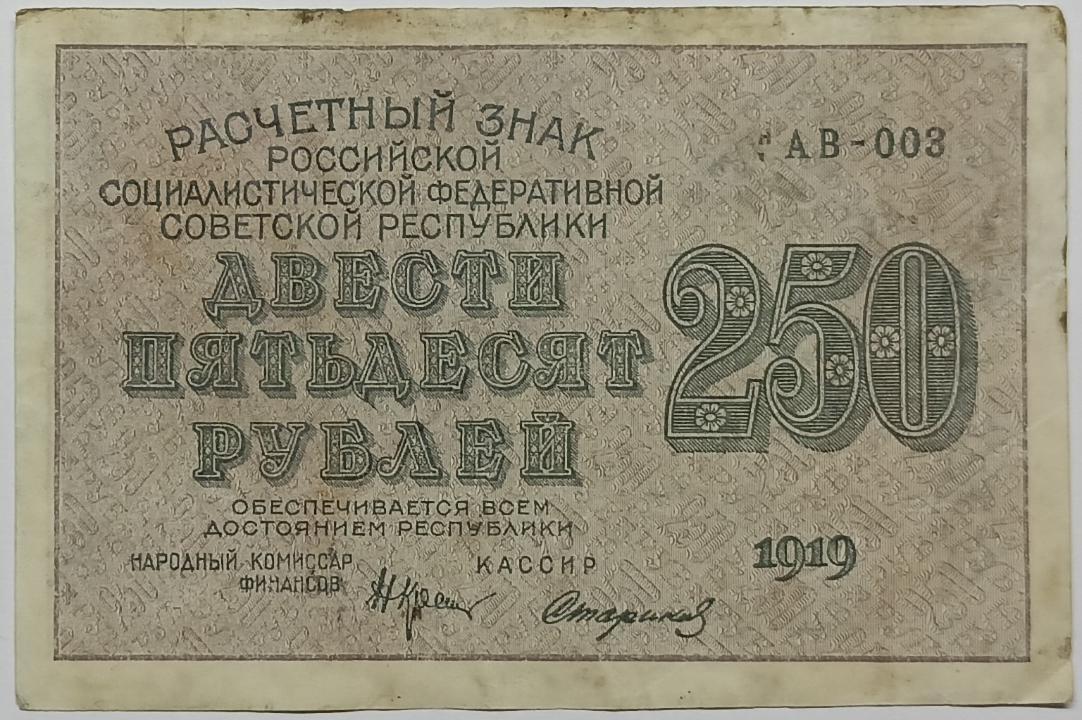 РАСЧЕТНЫЙ ЗНАК
РОССИЙСКОЙ
СОЦИАЛИСТИЧЕСКОЙ ФЕДЕРАТИВНОЙ
СОВЕТСКОЙ РЕСПУБЛИКИ
АВ-003
ДВЕСТИ
ПЯТЬДЕСЯТ
РУБЛЕЙ
250
ОБЕСПЕЧИВАЕТСЯ ВСЕМ
ДОСТОЯНИЕМ РЕСПУБЛИКИ
НАРОДНЫЙ КОМИССАР
ФИНАНСОВ
КАССИР
1919
Стариков